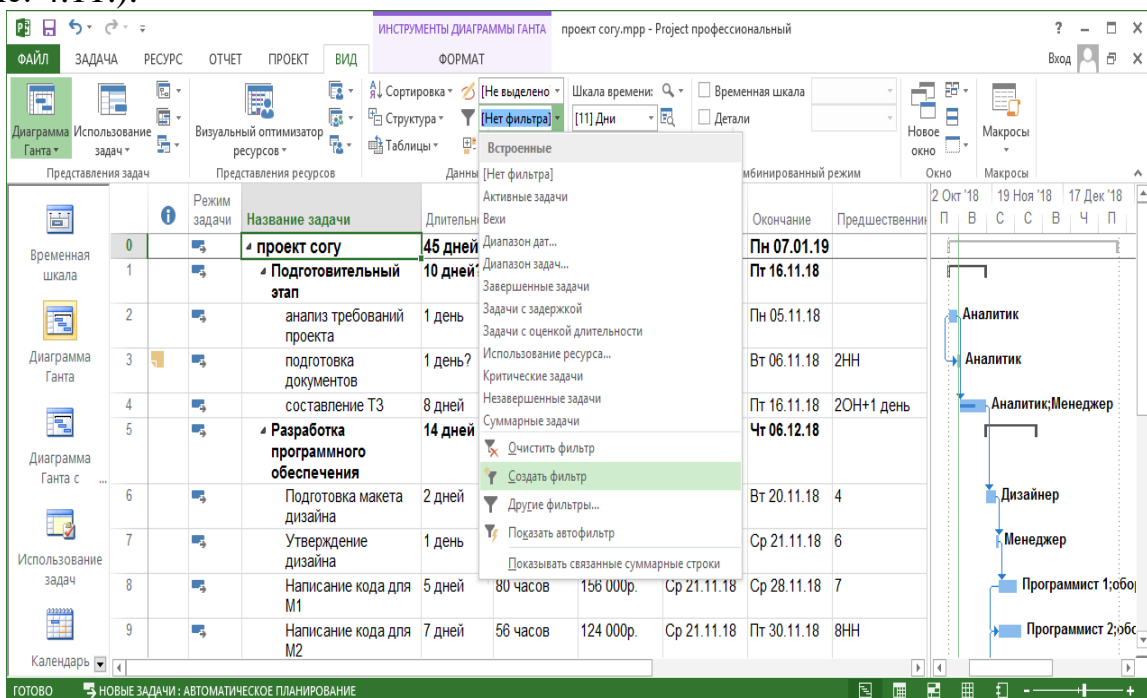 ИНСТРУМЕНТЫ ДИАГРАММЫ ГАНТА проект согу.mpp - Project профессиональный ?
ФАЙЛ ЗАДАЧА РЕСУРС ОТЧЕТ ПРОЕКТ ВИД ФОРМАТ Вход
Диаграмма Ганта
Использование задач
Визуальный оптимизатор ресурсов
Сортировка
Структура
Таблицы
[Не выделено
[Нет фильтра]
Шкала времени:
[11] Дни
Временная шкала
Детали
Новое окно
Макросы
Представления задач Представления ресурсов Данны мбинированный режим Окно Макросы
Встроенные
[Нет фильтра]
Активные задачи
Вехи
Диапазон дат...
Диапазон задач...
Завершенные задачи
Задачи с задержкой
Задачи с оценкой длительности
Использование ресурса...
Критические задачи
Незавершенные задачи
Суммарные задачи
Очистить фильтр
Создать фильтр
Другие фильтры...
Показать автофильтр
Показывать связанные суммарные строки
Временная шкала
Диаграмма Ганта
Диаграмма Ганта с ...
Использование задач
Календарь
Режим задачи Название задачи Длительн Окончание Предшественник
2 Окт '18 19 Ноя '18 17 Дек '18
П В С С В Ч П
0 проект согу 45 дней Пн 07.01.19
1 Подготовительный этап 10 дней? Пт 16.11.18
2 анализ требований проекта 1 день Пн 05.11.18 Аналитик
3 подготовка документов 1 день? Вт 06.11.18 2НН Аналитик
4 составление ТЗ 8 дней Пт 16.11.18 2ОН+1 день Аналитик;Менеджер
5 Разработка программного обеспечения 14 дней Чт 06.12.18
6 Подготовка макета дизайна 2 дней Вт 20.11.18 4 Дизайнер
7 Утверждение дизайна 1 день Ср 21.11.18 6 Менеджер
8 Написание кода для М1 5 дней 80 часов 156 000р. Ср 21.11.18 Ср 28.11.18 7 Программист 1;обо
9 Написание кода для М2 7 дней 56 часов 124 000р. Ср 21.11.18 Пт 30.11.18 8НН Программист 2;обо
ГОТОВО НОВЫЕ ЗАДАЧИ : АВТОМАТИЧЕСКОЕ ПЛАНИРОВАНИЕ